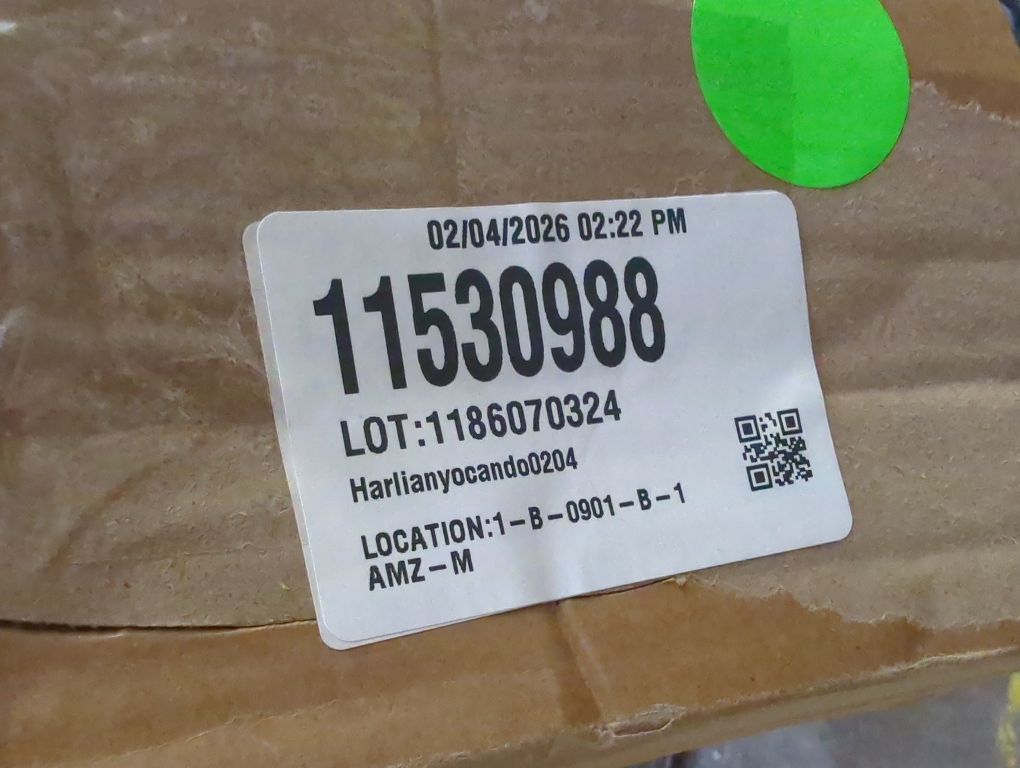 02/04/2026 02:22 PM
11530988
LOT:1186070324
Harlianyocando0204
LOCATION:1-B-0901-B-1
AMZ-M